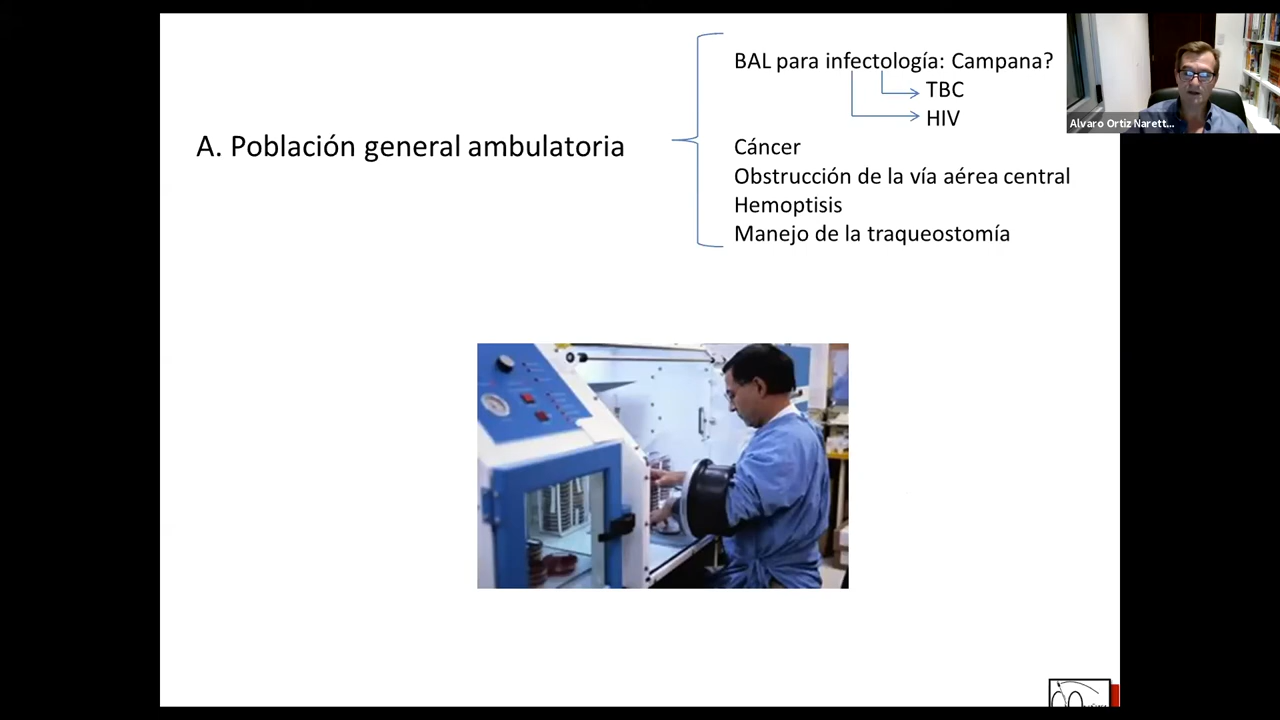 BAL para infectología: Campana?
TBC
HIV
A. Población general ambulatoria
Cáncer
Obstrucción de la vía aérea central
Hemoptisis
Manejo de la traqueostomía
Alvaro Ortiz Narett...